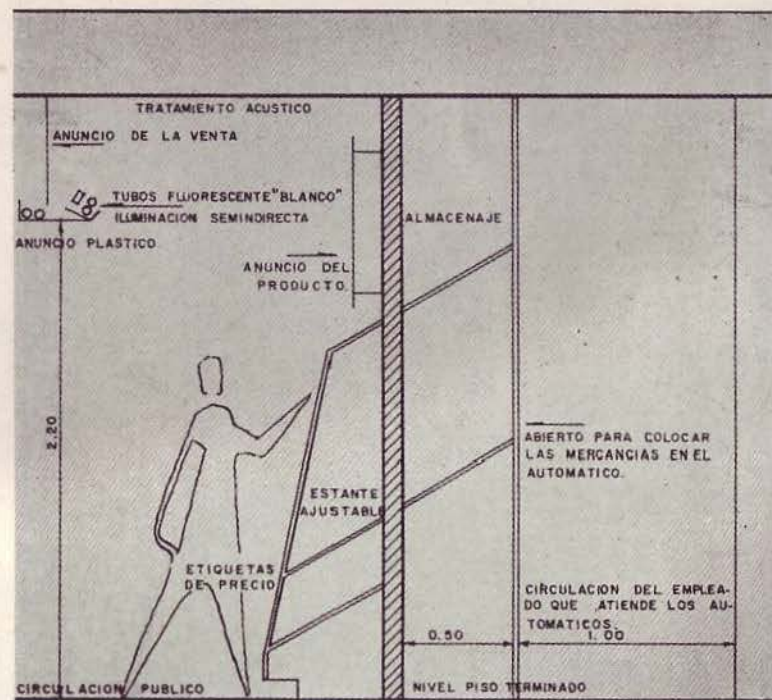 TRATAMIENTO ACUSTICO
ANUNCIO DE LA VENTA
TUBOS FLUORESCENTE"BLANCO"
ILUMINACION SEMINDIRECTA
ANUNCIO PLASTICO
ALMACENAJE
ANUNCIO DEL
PRODUCTO.
2.20
ABIERTO PARA COLOCAR
LAS MERCANCIAS EN EL
AUTOMATICO.
ESTANTE
AJUSTABLE
ETIQUETAS
DE PRECIO
CIRCULACION DEL EMPLEA-
DO QUE ATIENDE LOS AU-
TOMATICOS.
0.50
1.00
CIRCULACION PUBLICO
NIVEL PISO TERMINADO